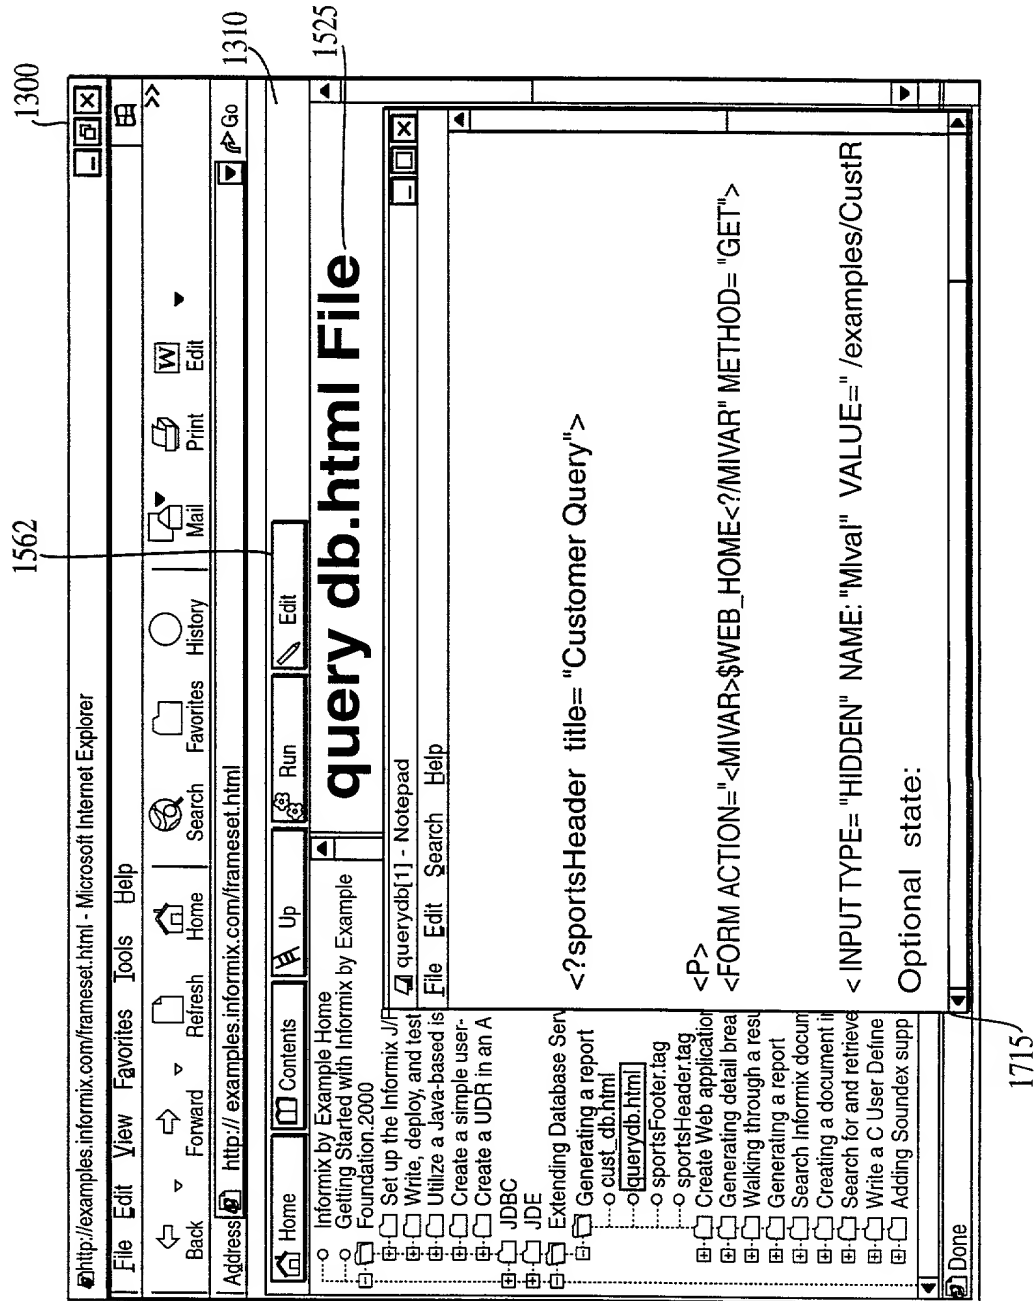 1300
http://examples.informix.com/frameset.html - Microsoft Internet Explorer
File Edit View Favorites Tools Help
>>
Back Forward Refresh Home Search Favorites History Mail Print Edit
Address http:// examples.informix.com/frameset.html Go
1310
1562
Home Contents Up Run Edit
1525
query db.html File
Informix by Example Home
Getting Started with Informix by Example
Foundation.2000
Set up the Informix J/F
Write, deploy, and test
Utilize a Java-based is
Create a simple user-
Create a UDR in an A
JDBC
JDE
Extending Database Serv
Generating a report
cust_db.html
querydb.html
sportsFooter.tag
sportsHeader.tag
Create Web application
Generating detail brea
Walking through a resu
Generating a report
Search Informix docum
Creating a document in
Search for and retrieve
Write a C User Define
Adding Soundex supp
querydb[1] - Notepad
File Edit Search Help
<?sportsHeader title= "Customer Query">
<P>
<FORM ACTION="<MIVAR>$WEB_HOME<?/MIVAR" METHOD= "GET">
< INPUT TYPE= "HIDDEN" NAME: "MIval" VALUE=" /examples/CustR
Optional state:
1715
Done